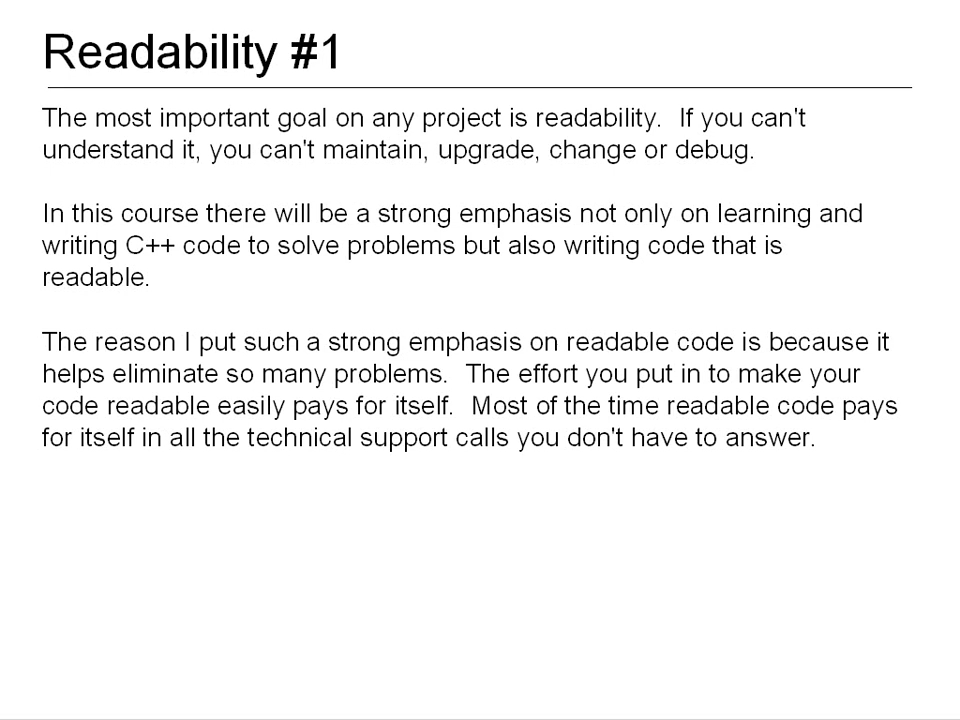 Readability #1
The most important goal on any project is readability.  If you can't
understand it, you can't maintain, upgrade, change or debug.
In this course there will be a strong emphasis not only on learning and
writing C++ code to solve problems but also writing code that is
readable.
The reason I put such a strong emphasis on readable code is because it
helps eliminate so many problems.  The effort you put in to make your
code readable easily pays for itself.  Most of the time readable code pays
for itself in all the technical support calls you don't have to answer.